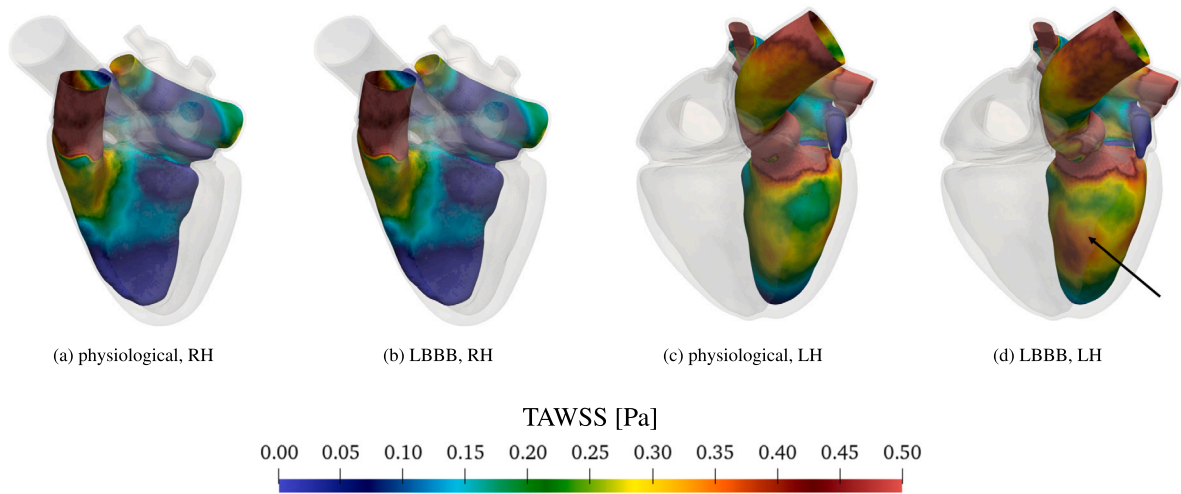 (a) physiological, RH
(b) LBBB, RH
(c) physiological, LH
(d) LBBB, LH
TAWSS [Pa]
0.00 0.05 0.10 0.15 0.20 0.25 0.30 0.35 0.40 0.45 0.50